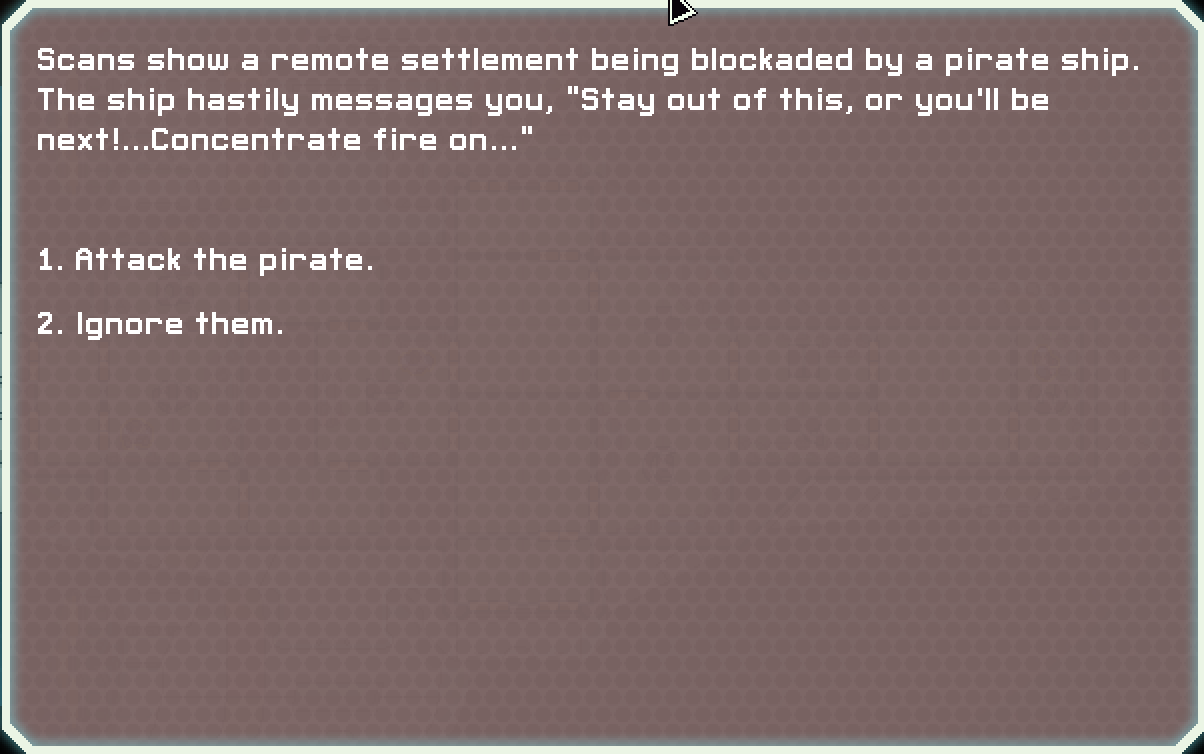 Scans show a remote settlement being blockaded by a pirate ship.
The ship hastily messages you, "Stay out of this, or you'll be
next!...Concentrate fire on..."
1. Attack the pirate.
2. Ignore them.